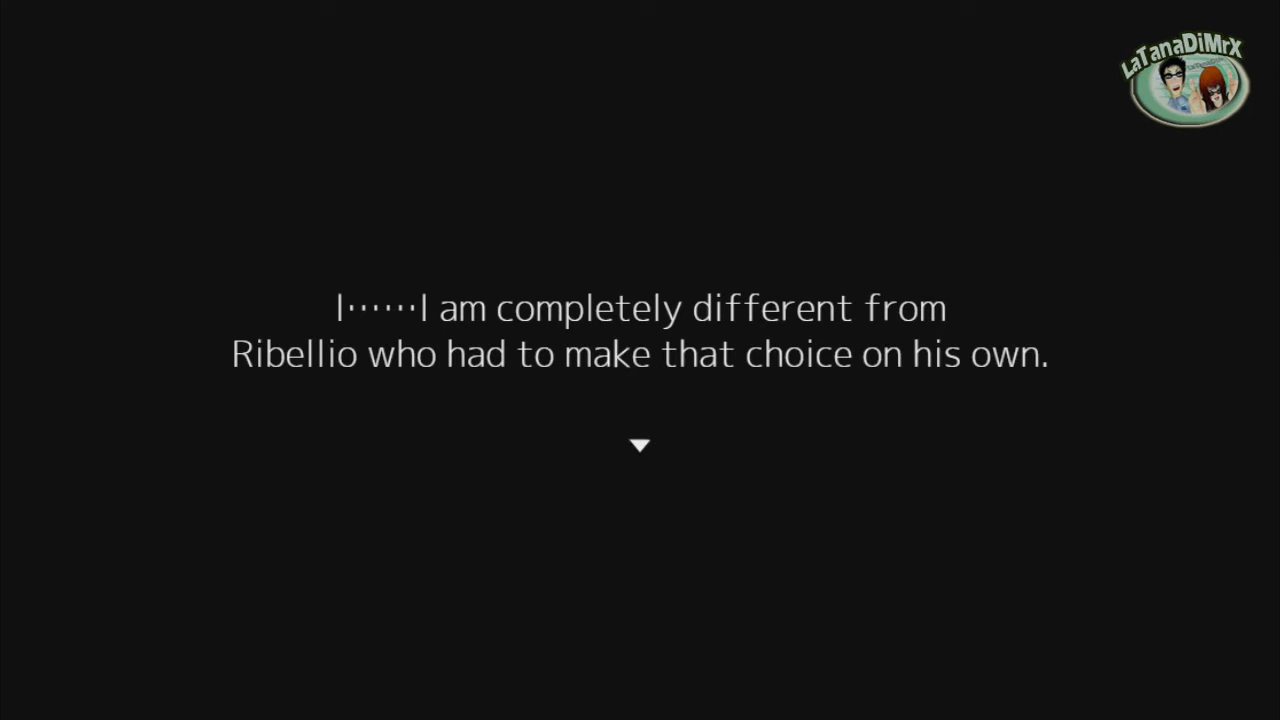 LaTanaDiMrX
I······I am completely different from
Ribellio who had to make that choice on his own.